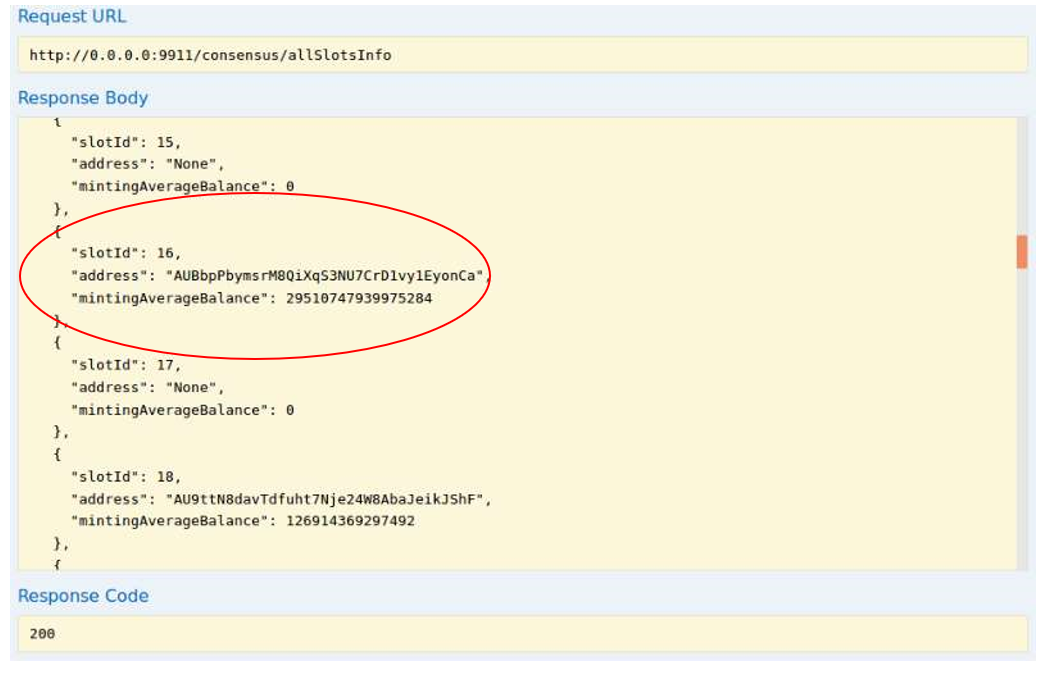 Request URL
http://0.0.0.0:9911/consensus/allSlotsInfo
Response Body
{
"slotId": 15,
"address": "None",
"mintingAverageBalance": 0
},
{
"slotId": 16,
"address": "AUBbpPbymsrM8QiXqS3NU7CrD1vy1EyonCa",
"mintingAverageBalance": 29510747939975284
},
{
"slotId": 17,
"address": "None",
"mintingAverageBalance": 0
},
{
"slotId": 18,
"address": "AU9ttN8davTdfuht7Nje24W8AbaJeikJShF",
"mintingAverageBalance": 126914369297492
},
{
Response Code
200